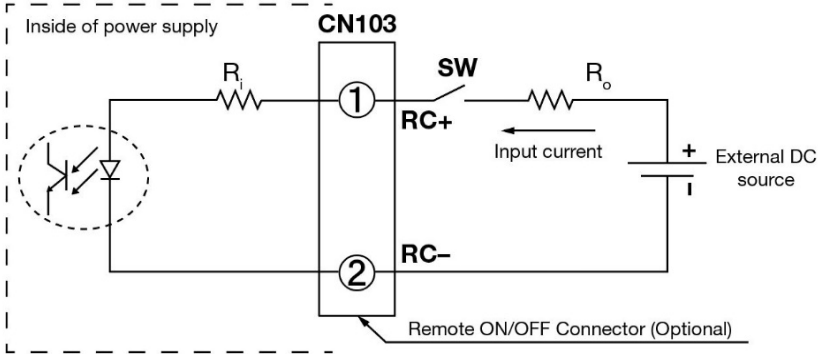 Inside of power supply
CN103
Ri
1
RC+
SW
Ro
Input current
+
-
External DC
source
2
RC–
Remote ON/OFF Connector (Optional)